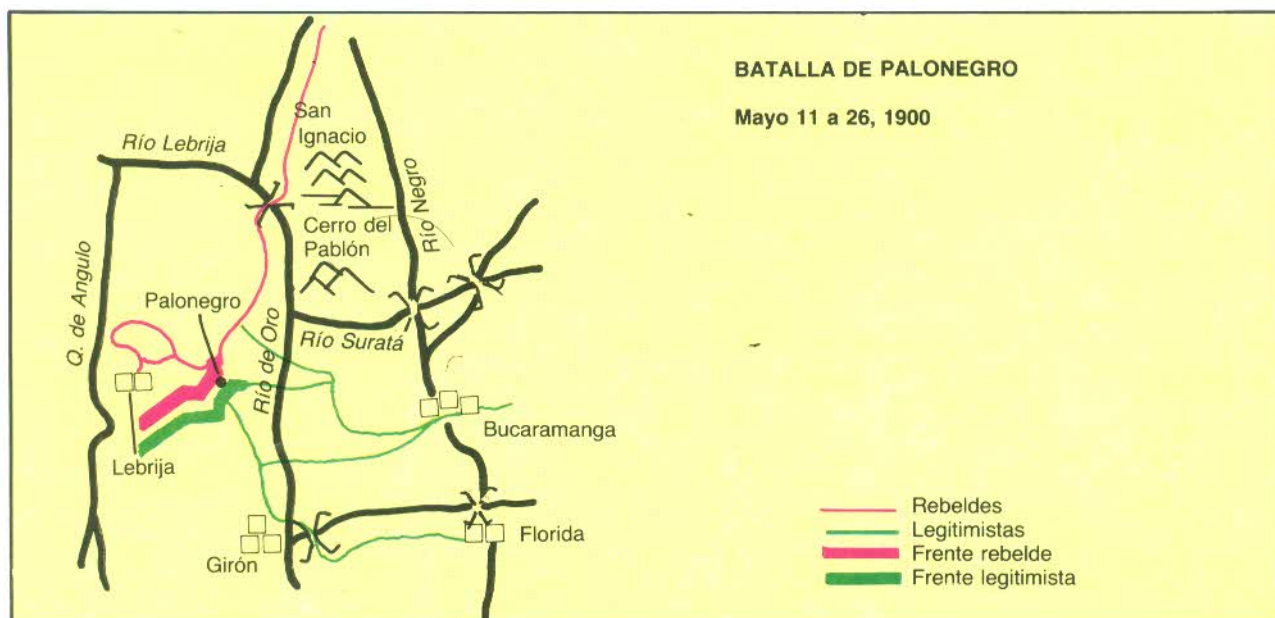 BATALLA DE PALONEGRO
Mayo 11 a 26, 1900
San
Ignacio
Río Lebrija
Río Negro
Cerro del
Pablón
Q. de Angulo
Palonegro
Río de Oro
Río Suratá
Bucaramanga
Lebrija
Girón
Florida
Rebeldes
Legitimistas
Frente rebelde
Frente legitimista